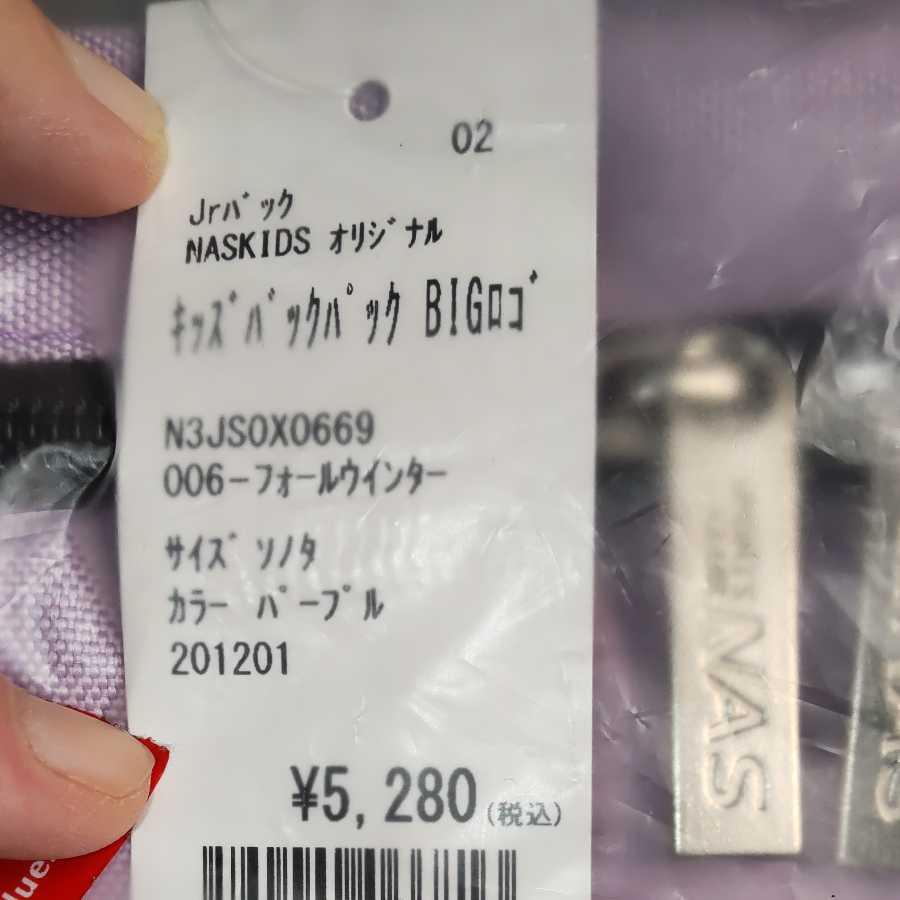 02
Jrバック
NASKIDS オリジナル
キッズバックパック BIGロゴ
N3JSOX0669
006-フォールウインター
サイズ ソノタ
カラー パープル
201201
¥5,280(税込)
NAS
lue